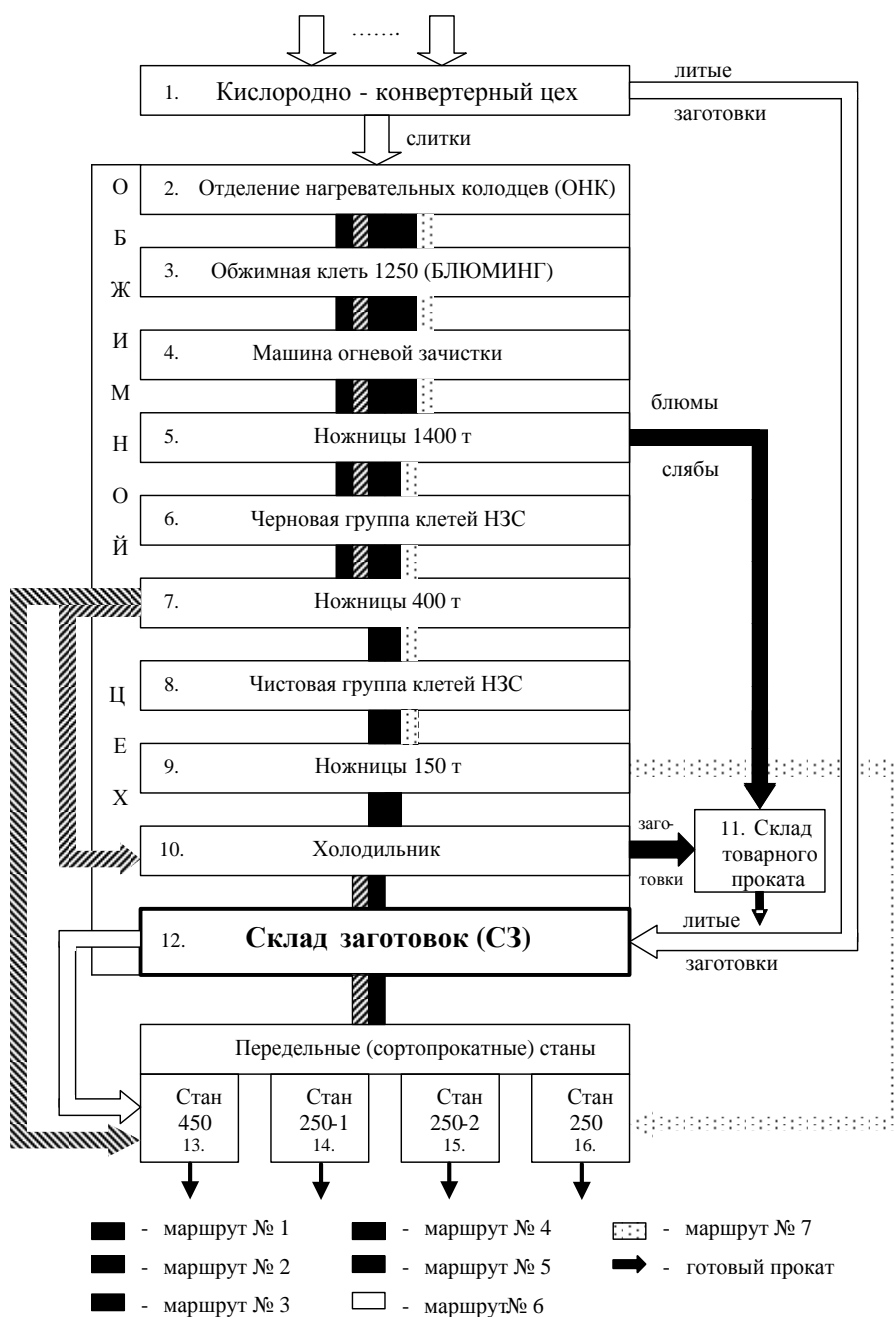 .......
1. Кислородно - конвертерный цех
литые
заготовки
слитки
ОБЖИМНОЙ ЦЕХ
2. Отделение нагревательных колодцев (ОНК)
3. Обжимная клеть 1250 (БЛЮМИНГ)
4. Машина огневой зачистки
5. Ножницы 1400 т
блюмы
слябы
6. Черновая группа клетей НЗС
7. Ножницы 400 т
8. Чистовая группа клетей НЗС
9. Ножницы 150 т
10. Холодильник
заго-
товки
11. Склад
товарного
проката
12. Склад заготовок (СЗ)
литые
заготовки
Передельные (сортопрокатные) станы
Стан
450
13.
Стан
250-1
14.
Стан
250-2
15.
Стан
250
16.
- маршрут № 1
- маршрут № 2
- маршрут № 3
- маршрут № 4
- маршрут № 5
- маршрут№ 6
- маршрут № 7
- готовый прокат